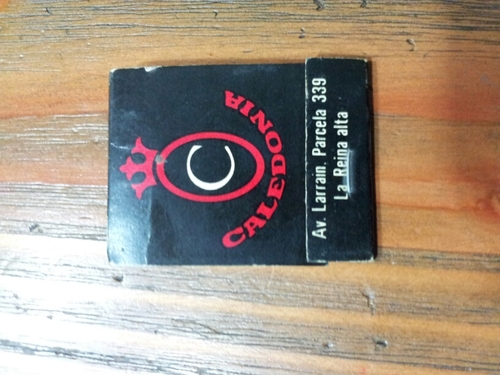 C
CALEDONIA
Av. Larrain. Parcela 339
La Reina alta